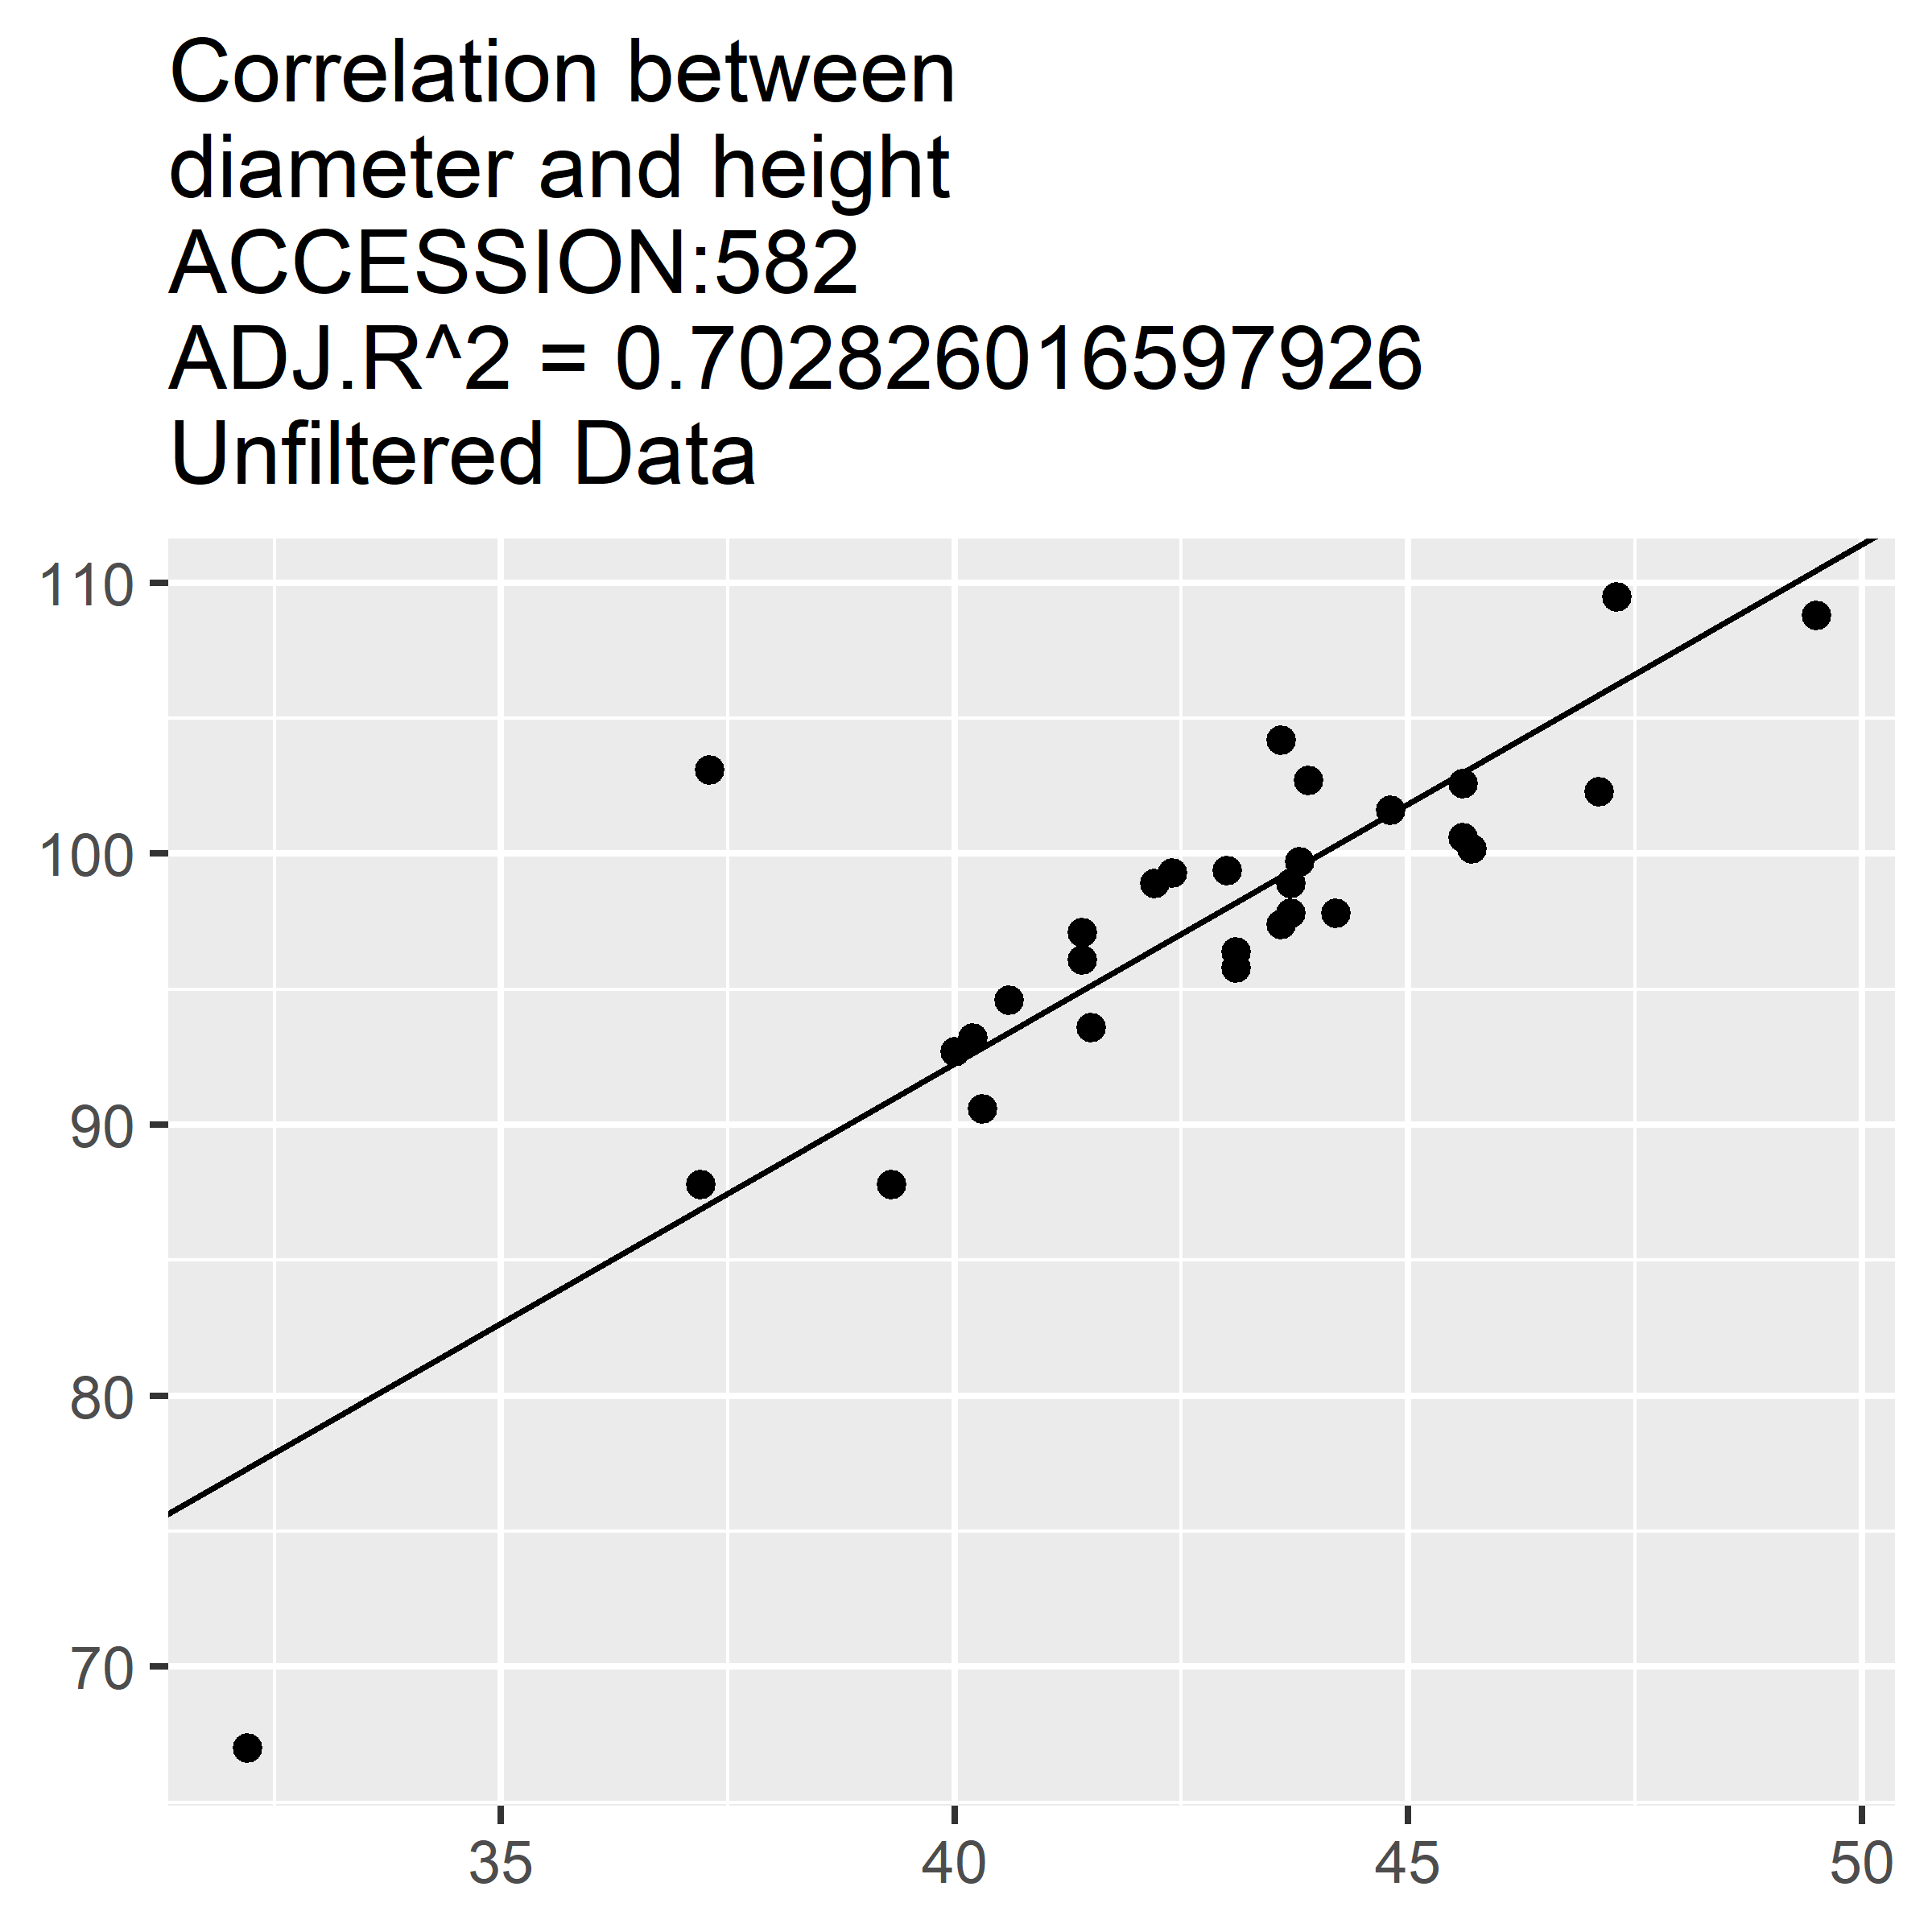 Correlation between
diameter and height
ACCESSION:582
ADJ.R^2 = 0.702826016597926
Unfiltered Data
110
100
90
80
70
35 40 45 50